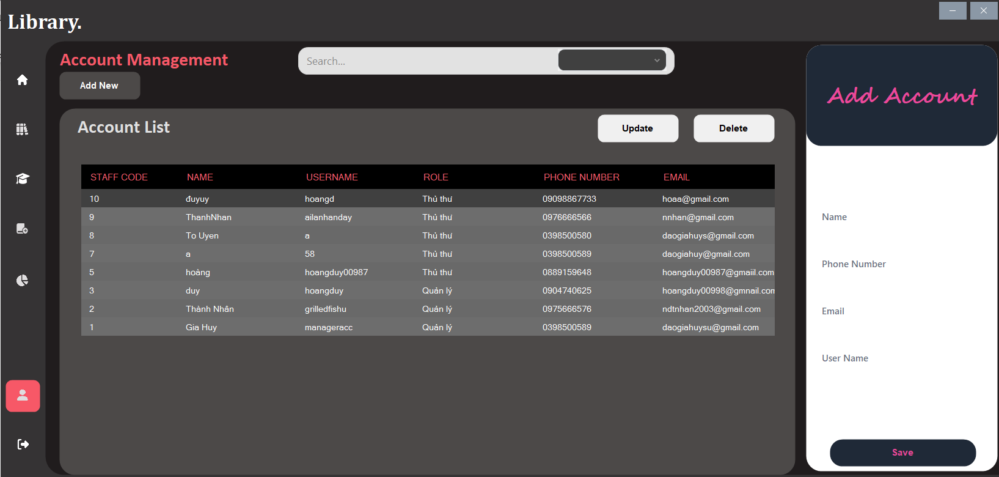 Library.
Account Management
Search...
Add New
Account List
Update
Delete
STAFF CODE NAME USERNAME ROLE PHONE NUMBER EMAIL
10 đuyuy hoangd Thủ thư 09098867733 hoaa@gmail.com
9 ThanhNhan ailanhanday Thủ thư 0976666566 nnhan@gmail.com
8 To Uyen a Thủ thư 0398500580 daogiahuys@gmail.com
7 a 58 Thủ thư 0398500589 daogiahuy@gmail.com
5 hoàng hoangduy00987 Thủ thư 0889159648 hoangduy00987@gmaiil.com
3 duy hoangduy Quản lý 0904740625 hoangduy00998@gmnail.com
2 Thành Nhân grilledfishu Quản lý 0975666576 ndtnhan2003@gmail.com
1 Gia Huy manageracc Quản lý 0398500589 daogiahuysu@gmail.com
Add Account
Name
Phone Number
Email
User Name
Save